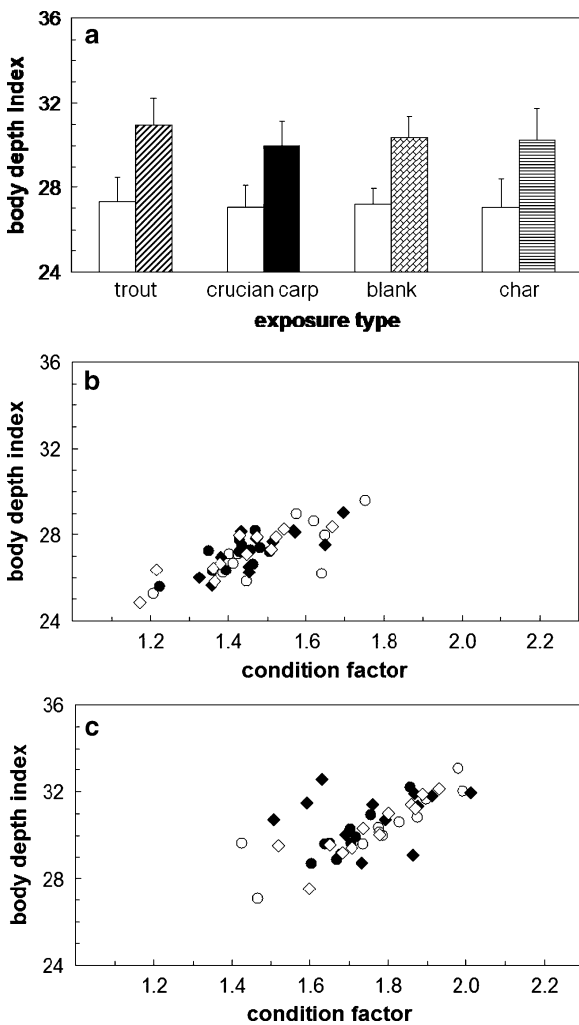 a
body depth index
36
32
28
24
trout crucian carp blank char
exposure type
b
body depth index
36
32
28
24
1.2 1.4 1.6 1.8 2.0 2.2
condition factor
c
body depth index
36
32
28
24
1.2 1.4 1.6 1.8 2.0 2.2
condition factor